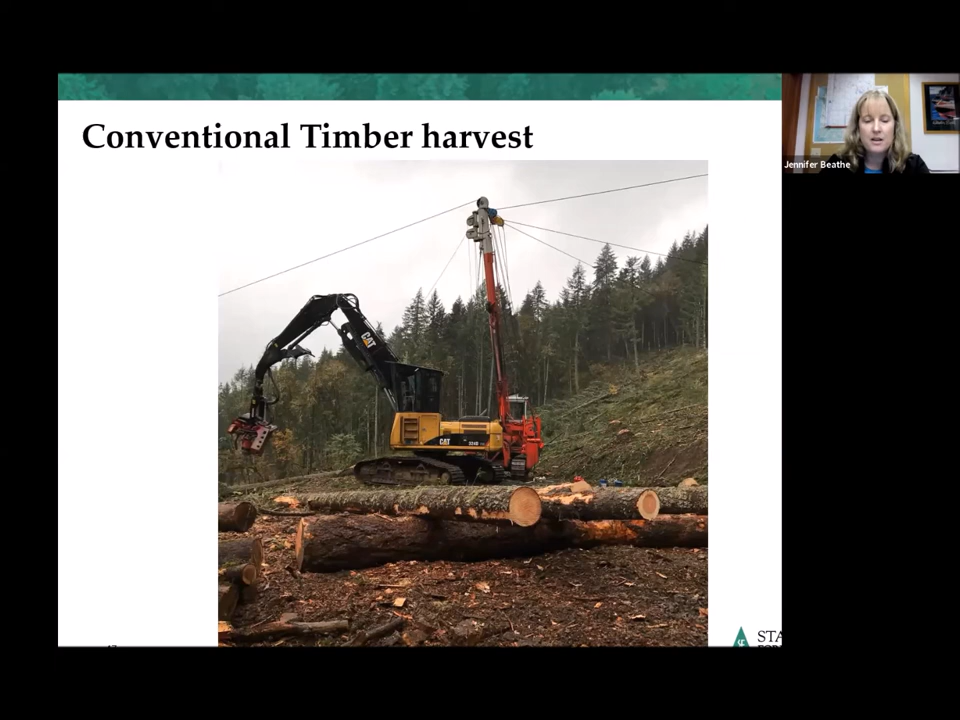 Conventional Timber harvest
Jennifer Beathe
CAT
CAT
STA